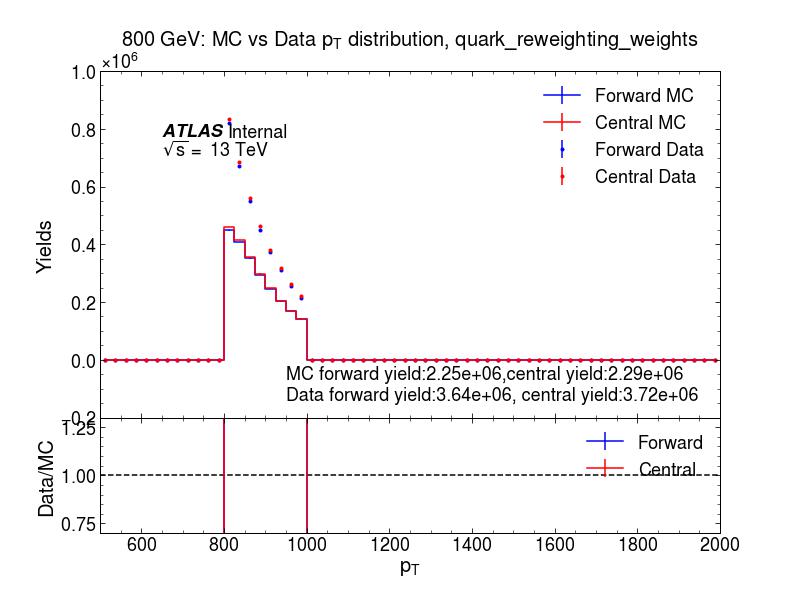 800 GeV: MC vs Data pT distribution, quark_reweighting_weights
×10⁶
1.0
0.8
0.6
0.4
0.2
0.0
0.2
Yields
ATLAS Internal
√s = 13 TeV
Forward MC
Central MC
Forward Data
Central Data
MC forward yield:2.25e+06,central yield:2.29e+06
Data forward yield:3.64e+06, central yield:3.72e+06
1.25
1.00
0.75
Data/MC
Forward
Central
600 800 1000 1200 1400 1600 1800 2000
pT